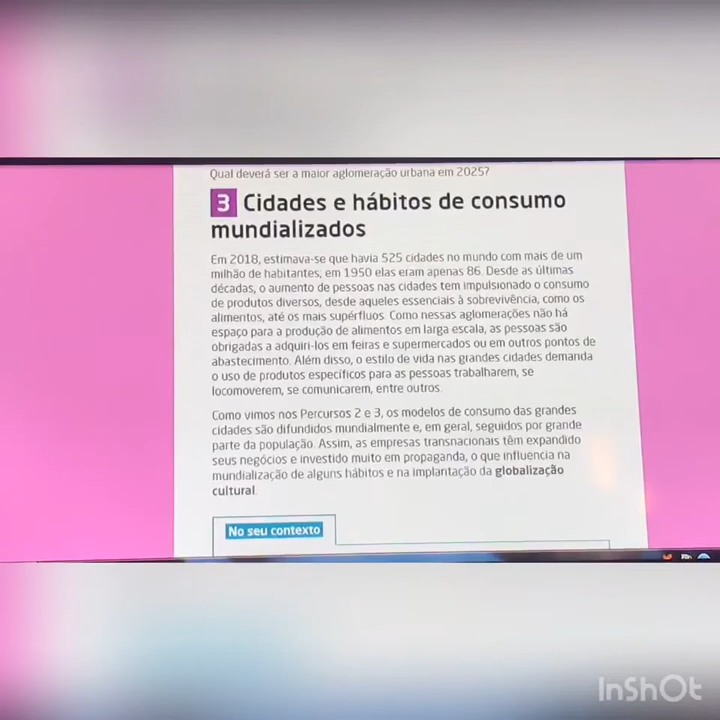 Qual deverá ser a maior aglomeração urbana em 2025?
3 Cidades e hábitos de consumo
mundializados
Em 2018, estimava-se que havia 525 cidades no mundo com mais de um
milhão de habitantes, em 1950 elas eram apenas 86. Desde as últimas
décadas, o aumento de pessoas nas cidades tem impulsionado o consumo
de produtos diversos, desde aqueles essenciais à sobrevivência, como os
alimentos, até os mais supérfluos. Como nessas aglomerações não há
espaço para a produção de alimentos em larga escala, as pessoas são
obrigadas a adquiri-los em feiras e supermercados ou em outros pontos de
abastecimento. Além disso, o estilo de vida nas grandes cidades demanda
o uso de produtos específicos para as pessoas trabalharem, se
locomoverem, se comunicarem, entre outros.
Como vimos nos Percursos 2 e 3, os modelos de consumo das grandes
cidades são difundidos mundialmente e, em geral, seguidos por grande
parte da população. Assim, as empresas transnacionais têm expandido
seus negócios e investido muito em propaganda, o que influencia na
mundialização de alguns hábitos e na implantação da globalização
cultural.
No seu contexto
InShOt